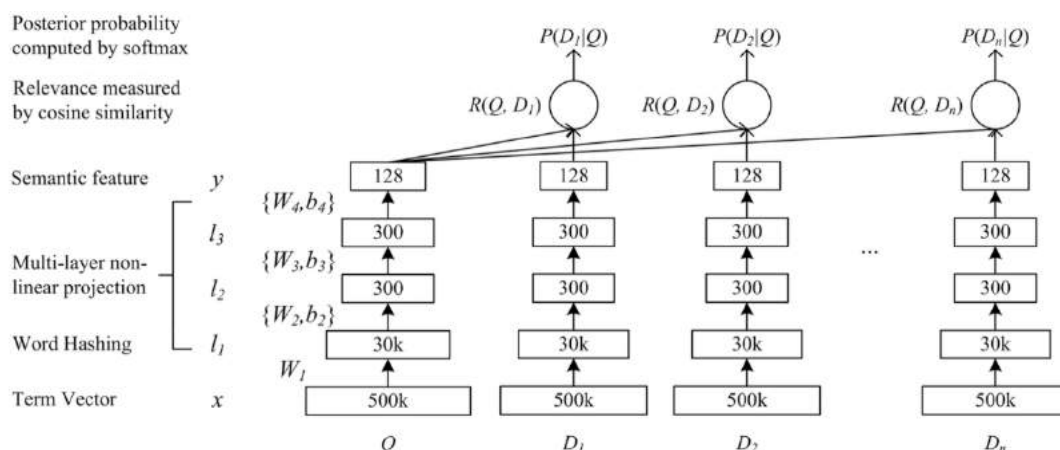 Posterior probability
computed by softmax
P(D₁|Q) P(D₂|Q) P(Dₙ|Q)
Relevance measured
by cosine similarity
R(Q, D₁) R(Q, D₂) R(Q, Dₙ)
Semantic feature y 128 128 128 128
{W₄,b₄}
l₃ 300 300 300 300
...
{W₃,b₃}
Multi-layer non-
linear projection
l₂ 300 300 300 300
{W₂,b₂}
Word Hashing l₁ 30k 30k 30k 30k
W₁
Term Vector x 500k 500k 500k 500k
Q D₁ D₂ Dₙ